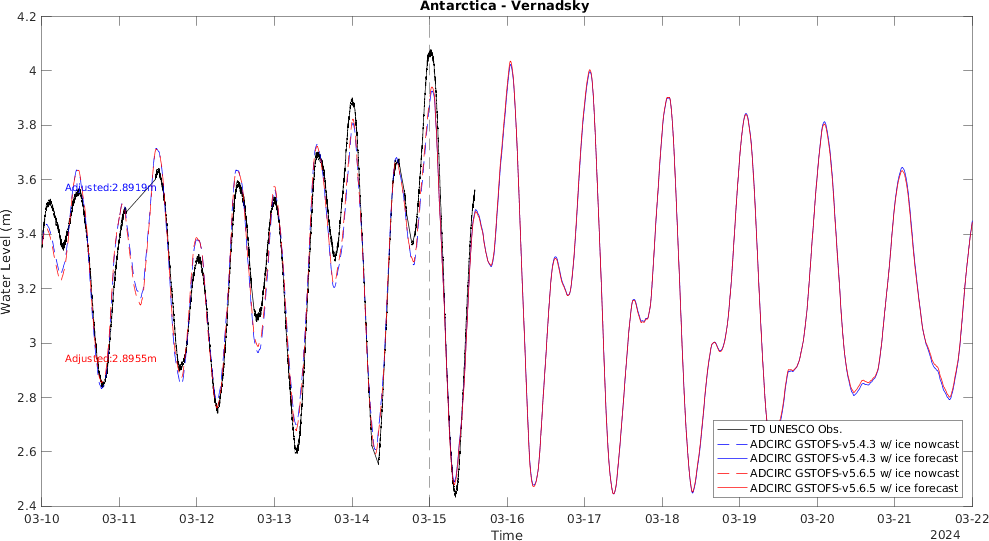 Antarctica - Vernadsky
Water Level (m)
4.2
4
3.8
3.6
3.4
3.2
3
2.8
2.6
2.4
Adjusted:2.8919m
Adjusted:2.8955m
TD UNESCO Obs.
ADCIRC GSTOFS-v5.4.3 w/ ice nowcast
ADCIRC GSTOFS-v5.4.3 w/ ice forecast
ADCIRC GSTOFS-v5.6.5 w/ ice nowcast
ADCIRC GSTOFS-v5.6.5 w/ ice forecast
03-10 03-11 03-12 03-13 03-14 03-15 03-16 03-17 03-18 03-19 03-20 03-21 03-22
Time
2024